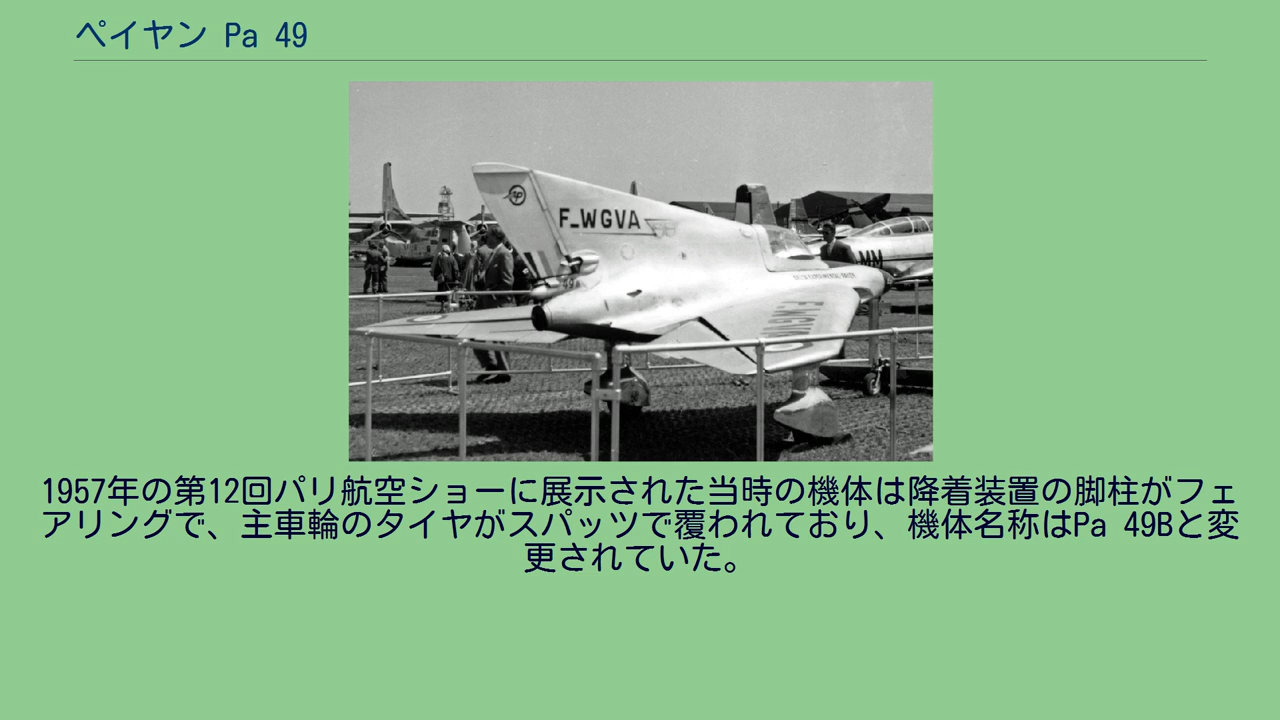 ペイヤン Pa 49
F-WGVA
MM
F-WGVA
1957年の第12回パリ航空ショーに展示された当時の機体は降着装置の脚柱がフェ
アリングで、主車輪のタイヤがスパッツで覆われており、機体名称はPa 49Bと変
更されていた。